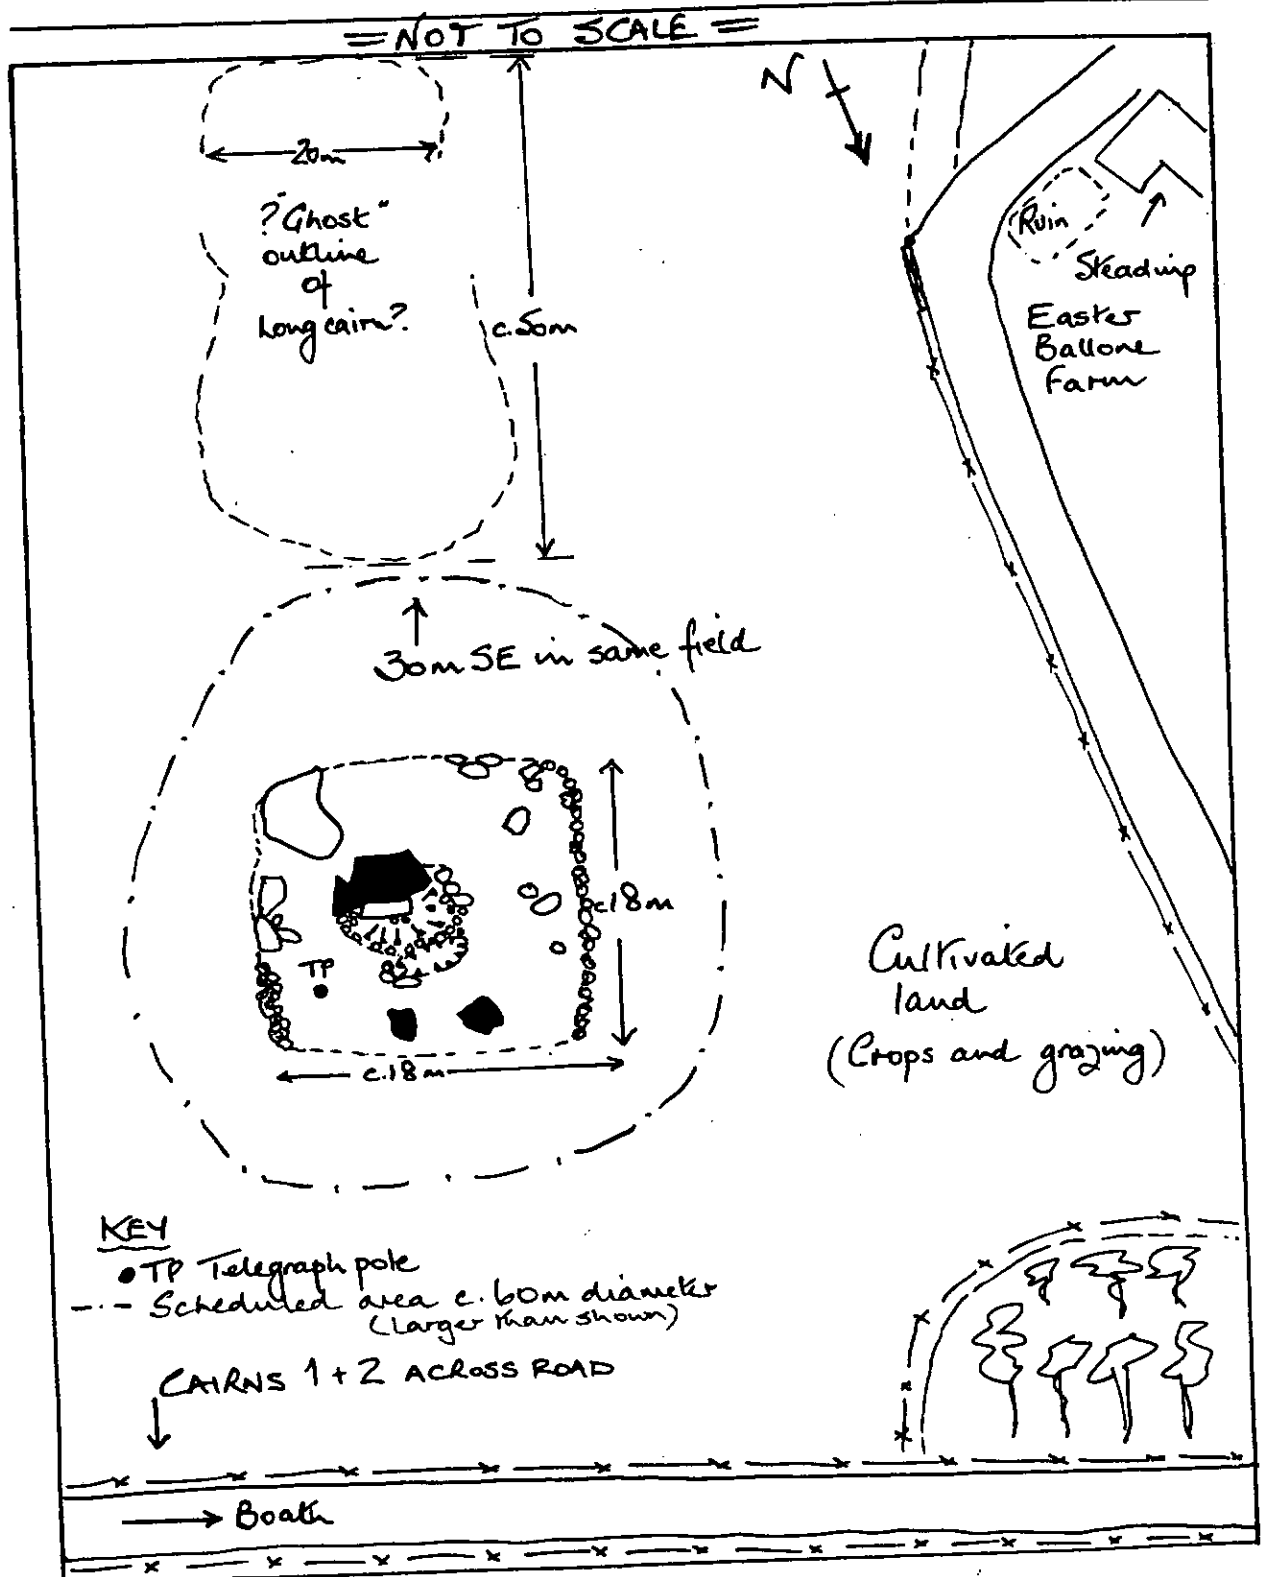 = NOT TO SCALE =
N
20m
?"Ghost"
outline
of
Long cairn?
c.50m
Ruin
Steading
Easter
Ballone
Farm
30m SE in same field
c.18m
TP
c.18m
Cultivated
land
(Crops and grazing)
KEY
• TP Telegraph pole
-·- Scheduled area c. 60m diameter
(larger than shown)
CAIRNS 1 + 2 ACROSS ROAD
Boath